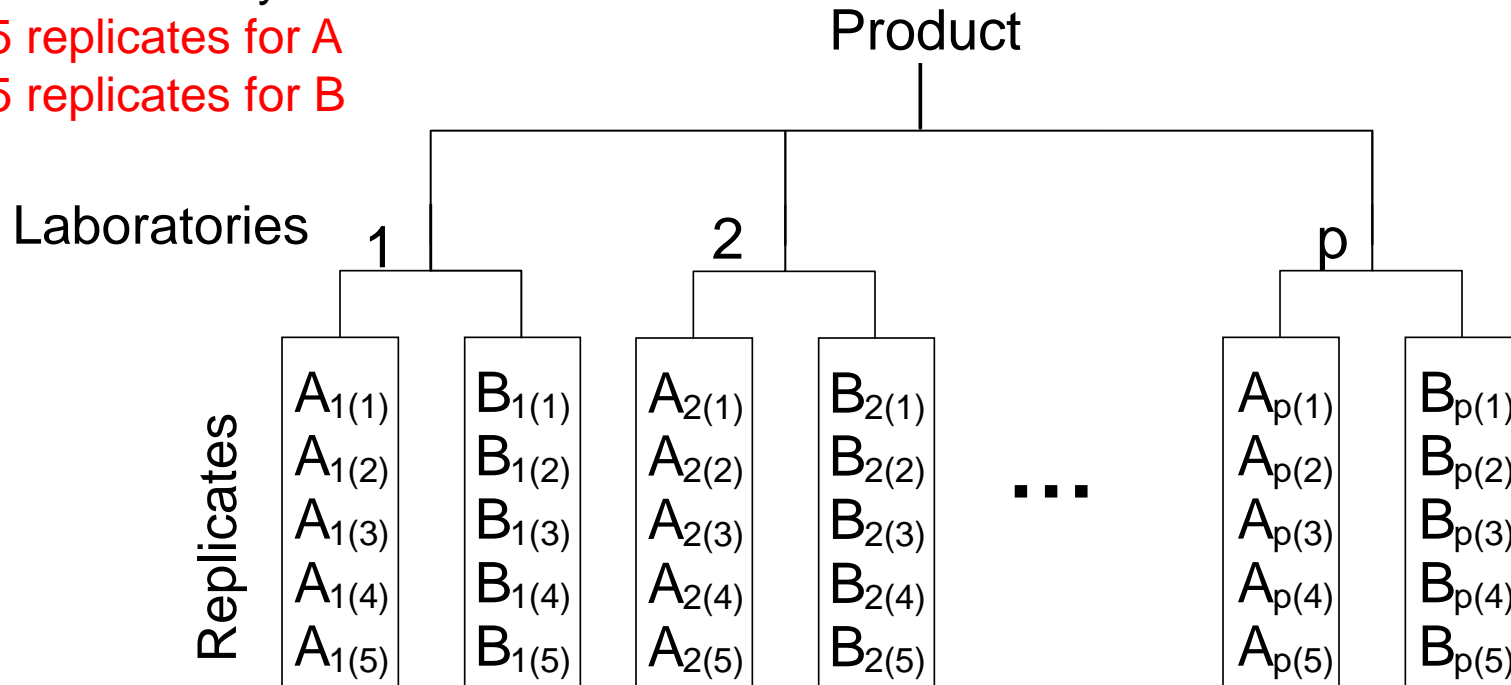 5 replicates for A
5 replicates for B
Product
Laboratories
1 2 p
Replicates
A1(1) B1(1) A2(1) B2(1) Ap(1) Bp(1)
A1(2) B1(2) A2(2) B2(2) Ap(2) Bp(2)
A1(3) B1(3) A2(3) B2(3) ... Ap(3) Bp(3)
A1(4) B1(4) A2(4) B2(4) Ap(4) Bp(4)
A1(5) B1(5) A2(5) B2(5) Ap(5) Bp(5)